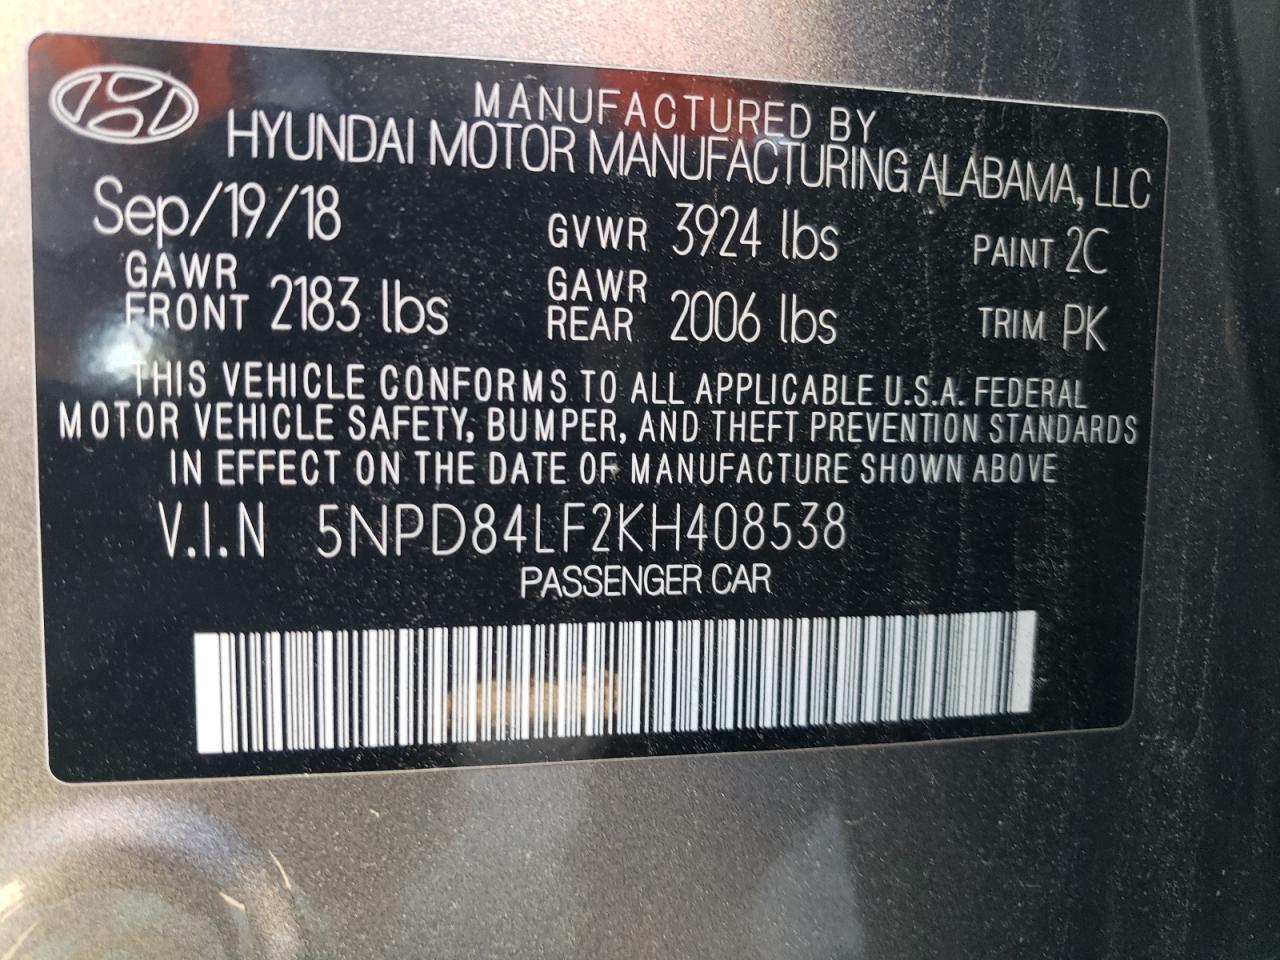 MANUFACTURED BY
HYUNDAI MOTOR MANUFACTURING ALABAMA, LLC
Sep/19/18 GVWR 3924 lbs PAINT 2C
GAWR FRONT 2183 lbs GAWR REAR 2006 lbs TRIM PK
THIS VEHICLE CONFORMS TO ALL APPLICABLE U.S.A. FEDERAL
MOTOR VEHICLE SAFETY, BUMPER, AND THEFT PREVENTION STANDARDS
IN EFFECT ON THE DATE OF MANUFACTURE SHOWN ABOVE
V.I.N 5NPD84LF2KH408538
PASSENGER CAR